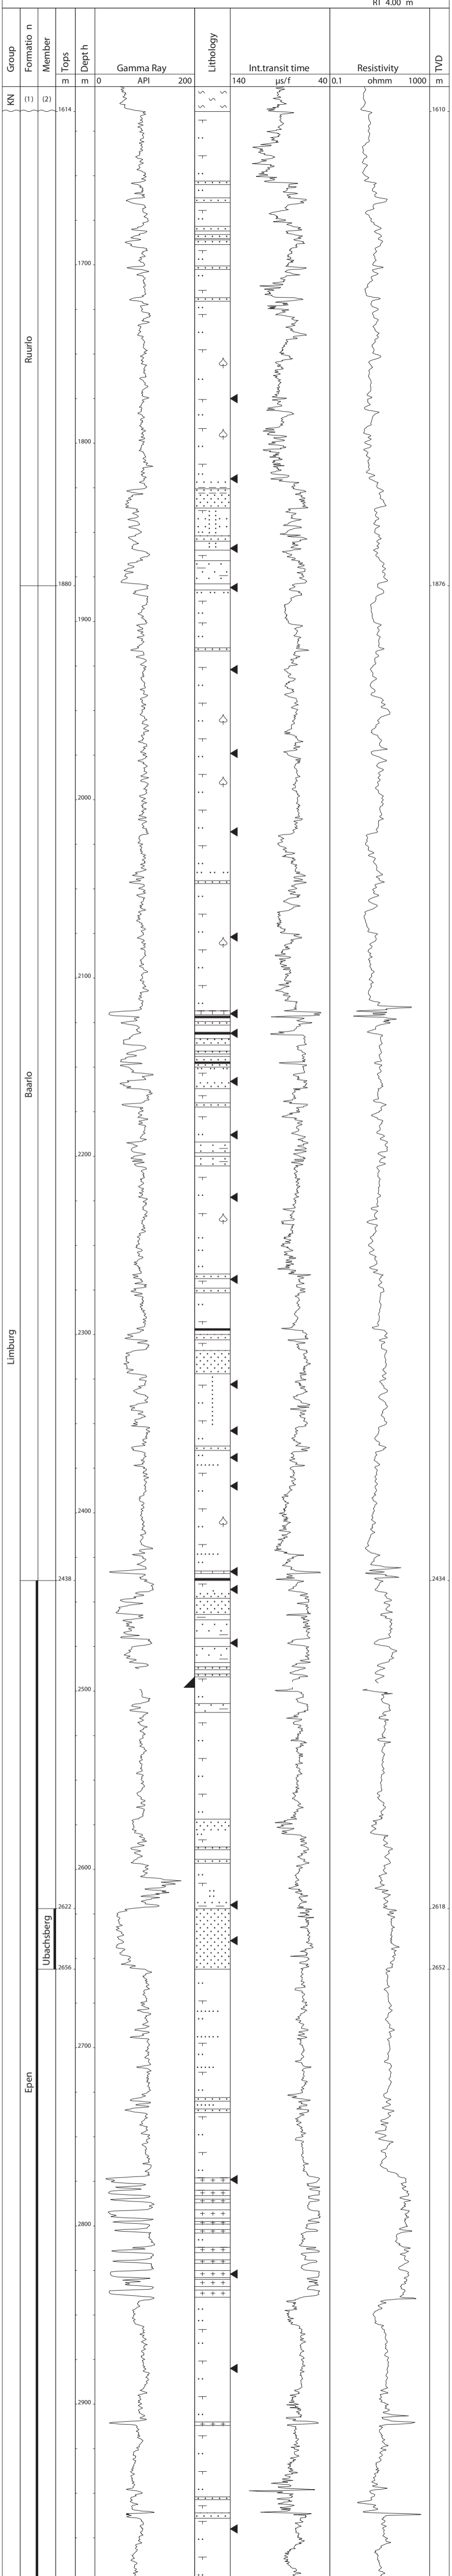 RT 4.00 m
Group
Formatio n
Member
Tops
Dept h
Gamma Ray
Lithology
Int.transit time
Resistivity
TVD
m
m
0 API 200
140 µs/f 40
0.1 ohmm 1000
m
KN
(1)
(2)
1614
1610
1700
Ruurlo
1800
1880
1876
1900
2000
2100
Baarlo
2200
Limburg
2300
2400
2438
2434
2500
2600
2622
2618
Ubachsberg
2656
2652
2700
Epen
2800
2900